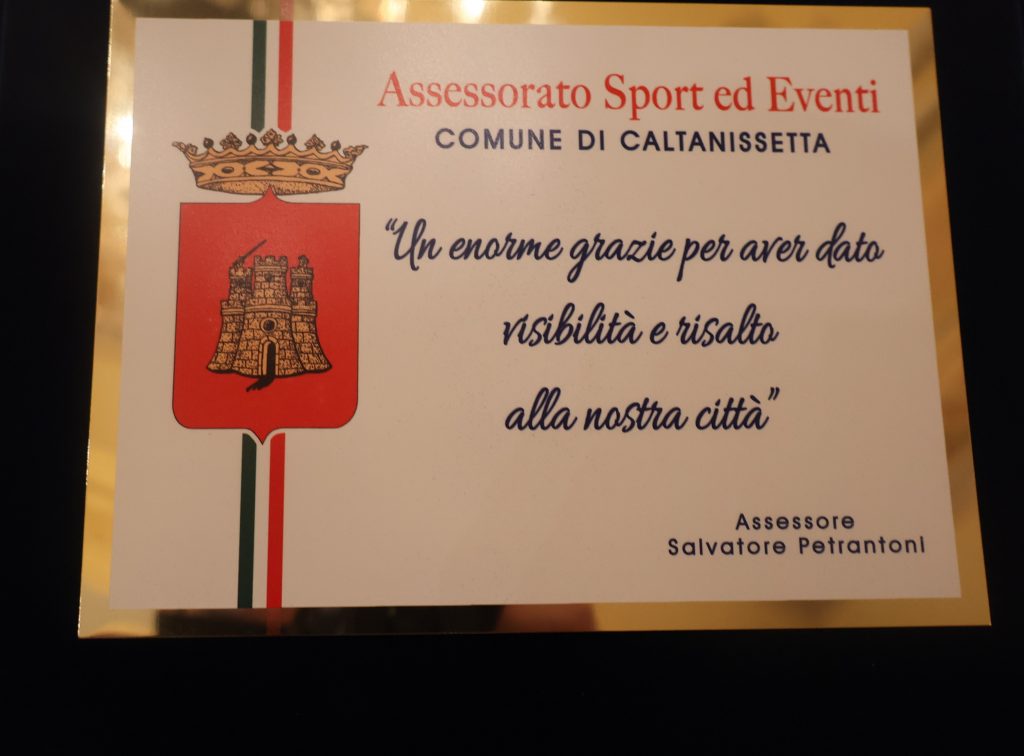 Assessorato Sport ed Eventi
COMUNE DI CALTANISSETTA
“Un enorme grazie per aver dato
visibilità e risalto
alla nostra città”
Assessore
Salvatore Petrantoni